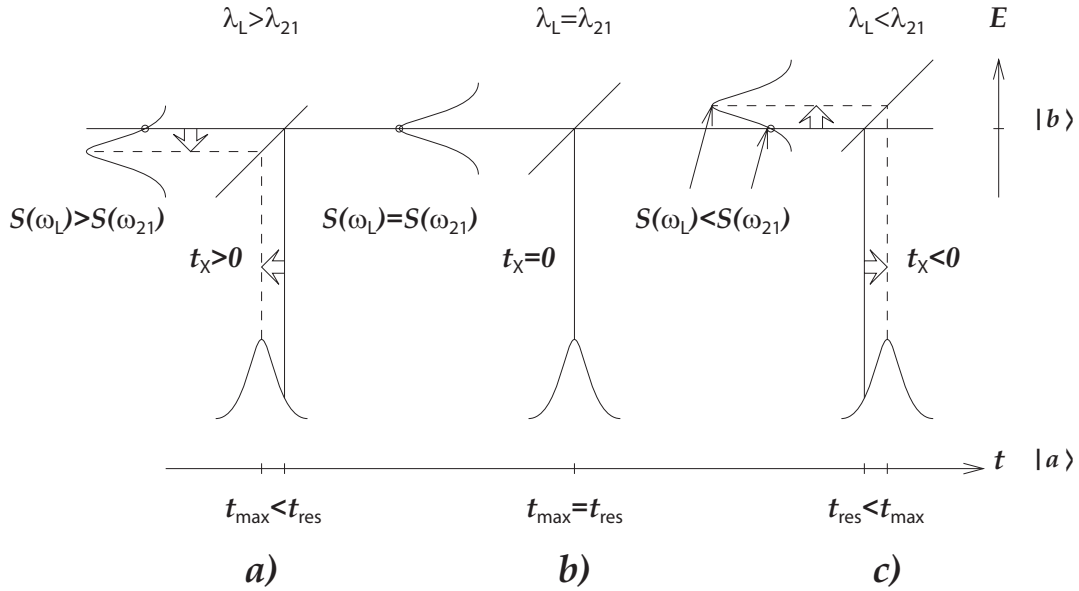 λL>λ21 λL=λ21 λL<λ21 E
|b⟩
S(ωL)>S(ω21) S(ωL)=S(ω21) S(ωL)<S(ω21)
tX>0 tX=0 tX<0
t |a⟩
tmax<tres tmax=tres tres<tmax
a) b) c)